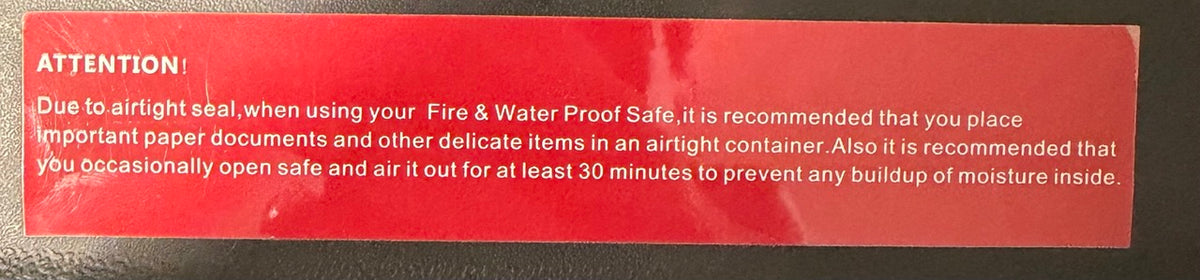 ATTENTION!
Due to airtight seal,when using your Fire & Water Proof Safe,it is recommended that you place
important paper documents and other delicate items in an airtight container.Also it is recommended that
you occasionally open safe and air it out for at least 30 minutes to prevent any buildup of moisture inside.